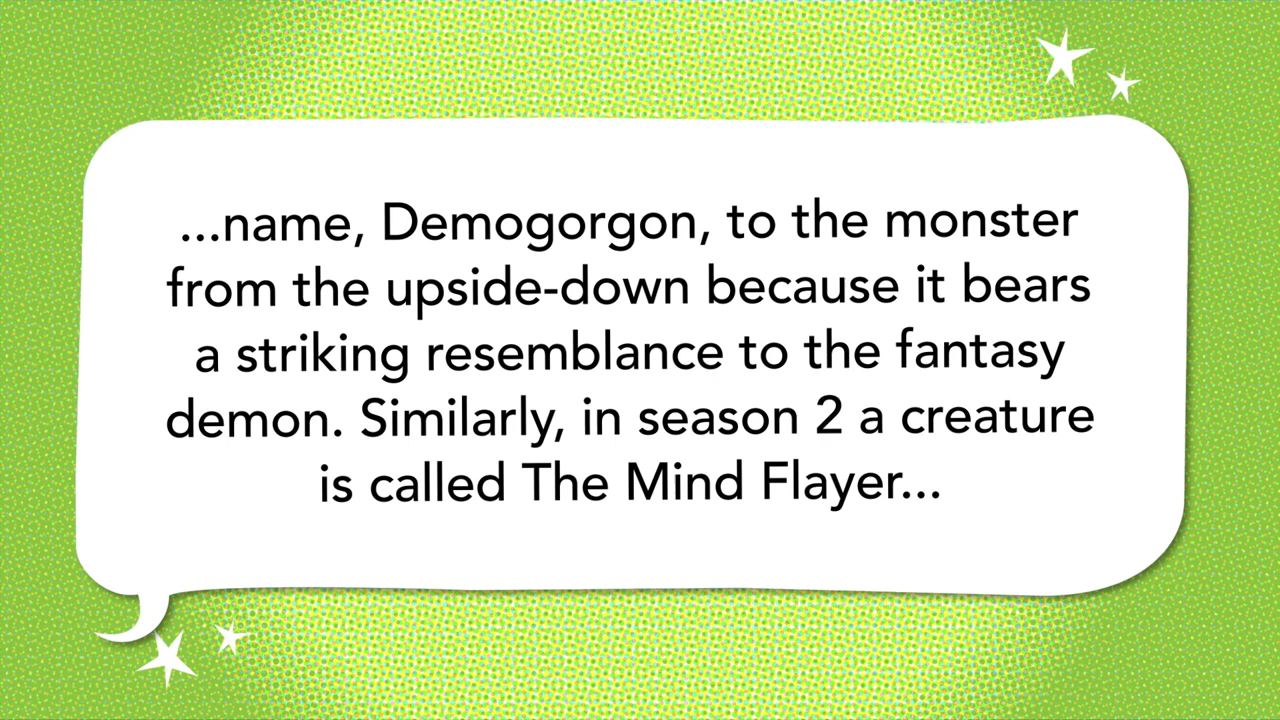 ...name, Demogorgon, to the monster
from the upside-down because it bears
a striking resemblance to the fantasy
demon. Similarly, in season 2 a creature
is called The Mind Flayer...